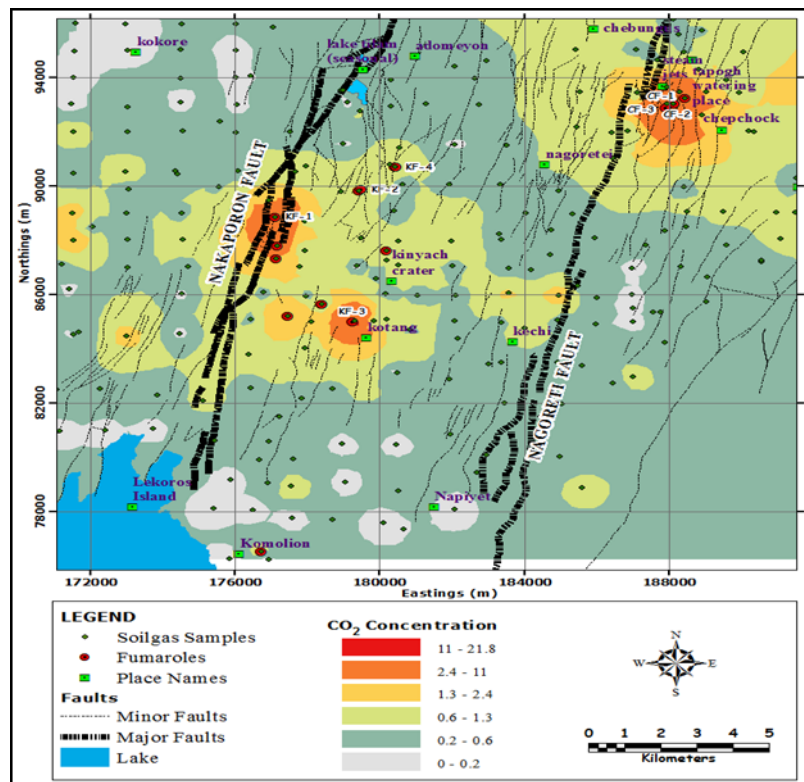 kokore
lake bohn
(seasonal)
adomeyon
chebungus
94000
steam
jets
tapogh
watering
place
CF-1
CF-3
CF-2
chepchock
90000
nagoretei
KF-4
KF-2
NAKAPORON FAULT
KF-1
Northings (m)
kinyach
crater
86000
KF-3
kotang
kechii
82000
NAGORETI FAULT
78000
Lekoros
Island
Napiyet
Komolion
172000 176000 180000 184000 188000
Eastings (m)
LEGEND
Soilgas Samples
Fumaroles
Place Names
Faults
Minor Faults
Major Faults
Lake
CO₂ Concentration
11 - 21.8
2.4 - 11
1.3 - 2.4
0.6 - 1.3
0.2 - 0.6
0 - 0.2
N
W E
S
0 1 2 3 4 5
Kilometers